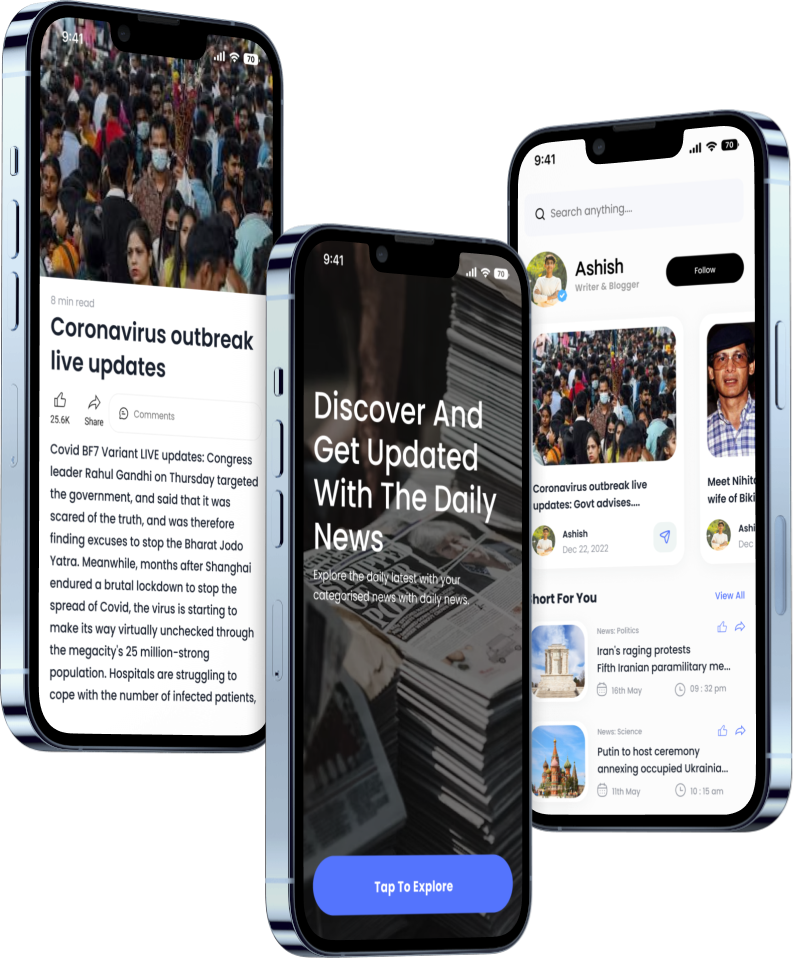 9:41
70
8 min read
Coronavirus outbreak
live updates
25.6K
Share
Comments
Covid BF7 Variant LIVE updates: Congress
leader Rahul Gandhi on Thursday targeted
the government, and said that it was
scared of the truth, and was therefore
finding excuses to stop the Bharat Jodo
Yatra. Meanwhile, months after Shanghai
endured a brutal lockdown to stop the
spread of Covid, the virus is starting to
make its way virtually unchecked through
the megacity's 25 million-strong
population. Hospitals are struggling to
cope with the number of infected patients,
9:41
70
Discover And
Get Updated
With The Daily
News
Explore the daily latest with your
categorised news with daily news.
Tap To Explore
9:41
70
Search anything....
Ashish
Writer & Blogger
Follow
Coronavirus outbreak live
updates: Govt advises....
Ashish
Dec 22, 2022
Meet Nihit
wife of Biki
Ashi
Dec
hort For You
View All
News: Politics
Iran's raging protests
Fifth Iranian paramilitary me...
16th May
09 : 32 pm
News: Science
Putin to host ceremony
annexing occupied Ukrainia...
11th May
10 : 15 am